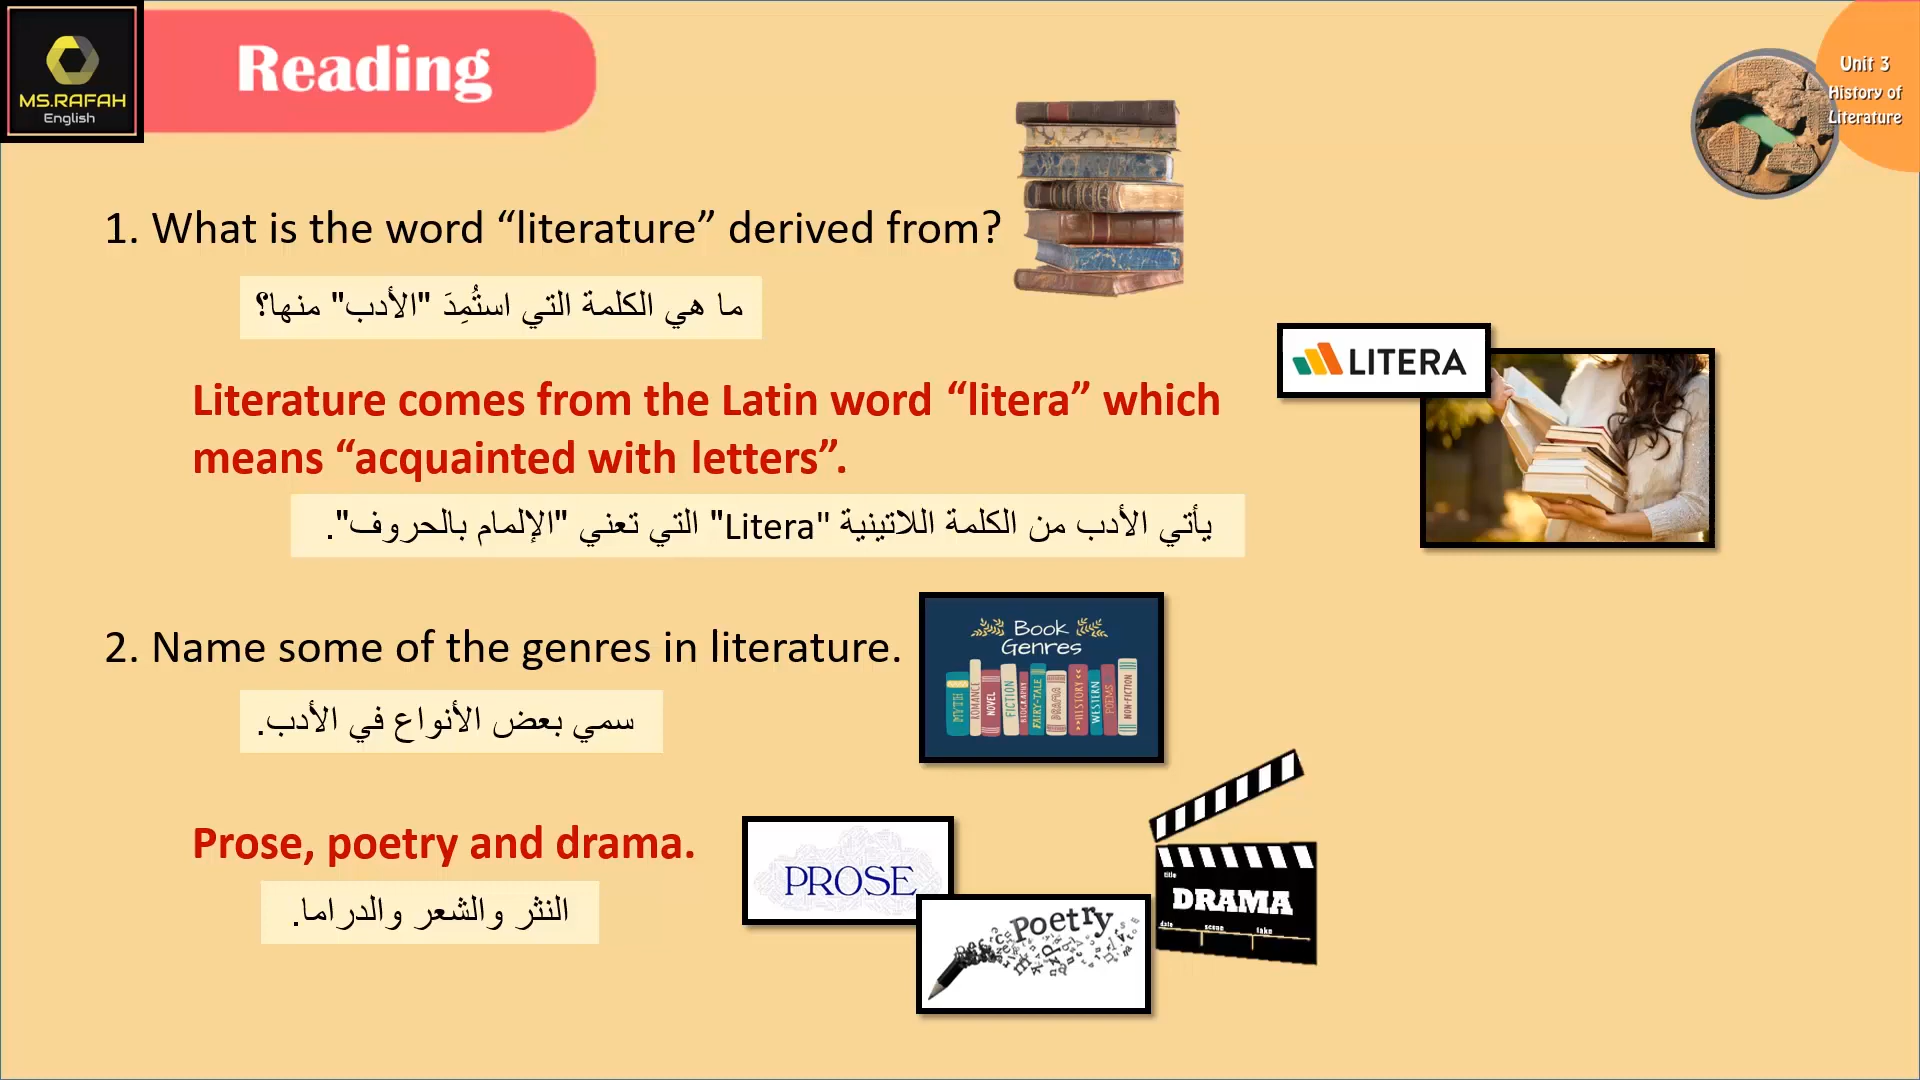 MS.RAFAH
English
Reading
Unit 3
History of
Literature
1. What is the word “literature” derived from?
ما هي الكلمة التي استُمِدَ "الأدب" منها؟
LITERA
Literature comes from the Latin word “litera” which
means “acquainted with letters”.
يأتي الأدب من الكلمة اللاتينية "Litera" التي تعني "الإلمام بالحروف".
2. Name some of the genres in literature.
Book
Genres
MYTH
ROMANCE
NOVEL
FICTION
BIOGRAPHY
FAIRY-TALE
DRAMA
HISTORY
WESTERN
POEMS
NON-FICTION
سمي بعض الأنواع في الأدب.
Prose, poetry and drama.
النثر والشعر والدراما.
PROSE
Poetry
title
DRAMA
date scene take